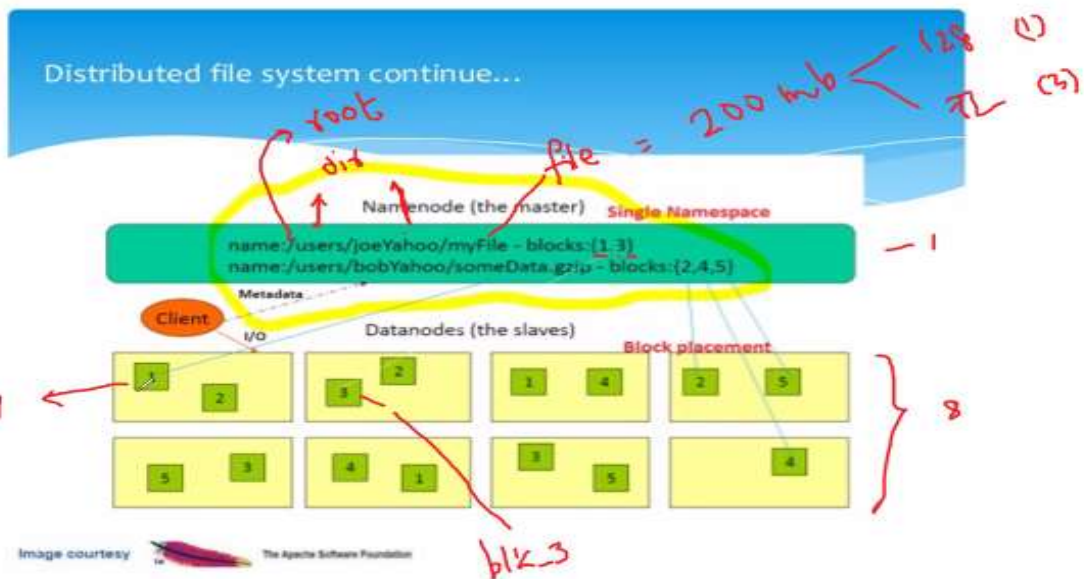 128 (1)
Distributed file system continue...
root
file = 200 mb
72 (3)
dir
Namenode (the master) Single Namespace
name:/users/joeYahoo/myFile - blocks:{1,3}
name:/users/bobYahoo/someData.gzip - blocks:{2,4,5}
- 1
Metadata
Client
I/O
Datanodes (the slaves)
Block placement
1 2 3 2 1 4 2 5
8
5 3 4 1 3 5 4
blk_3
Image courtesy The Apache Software Foundation